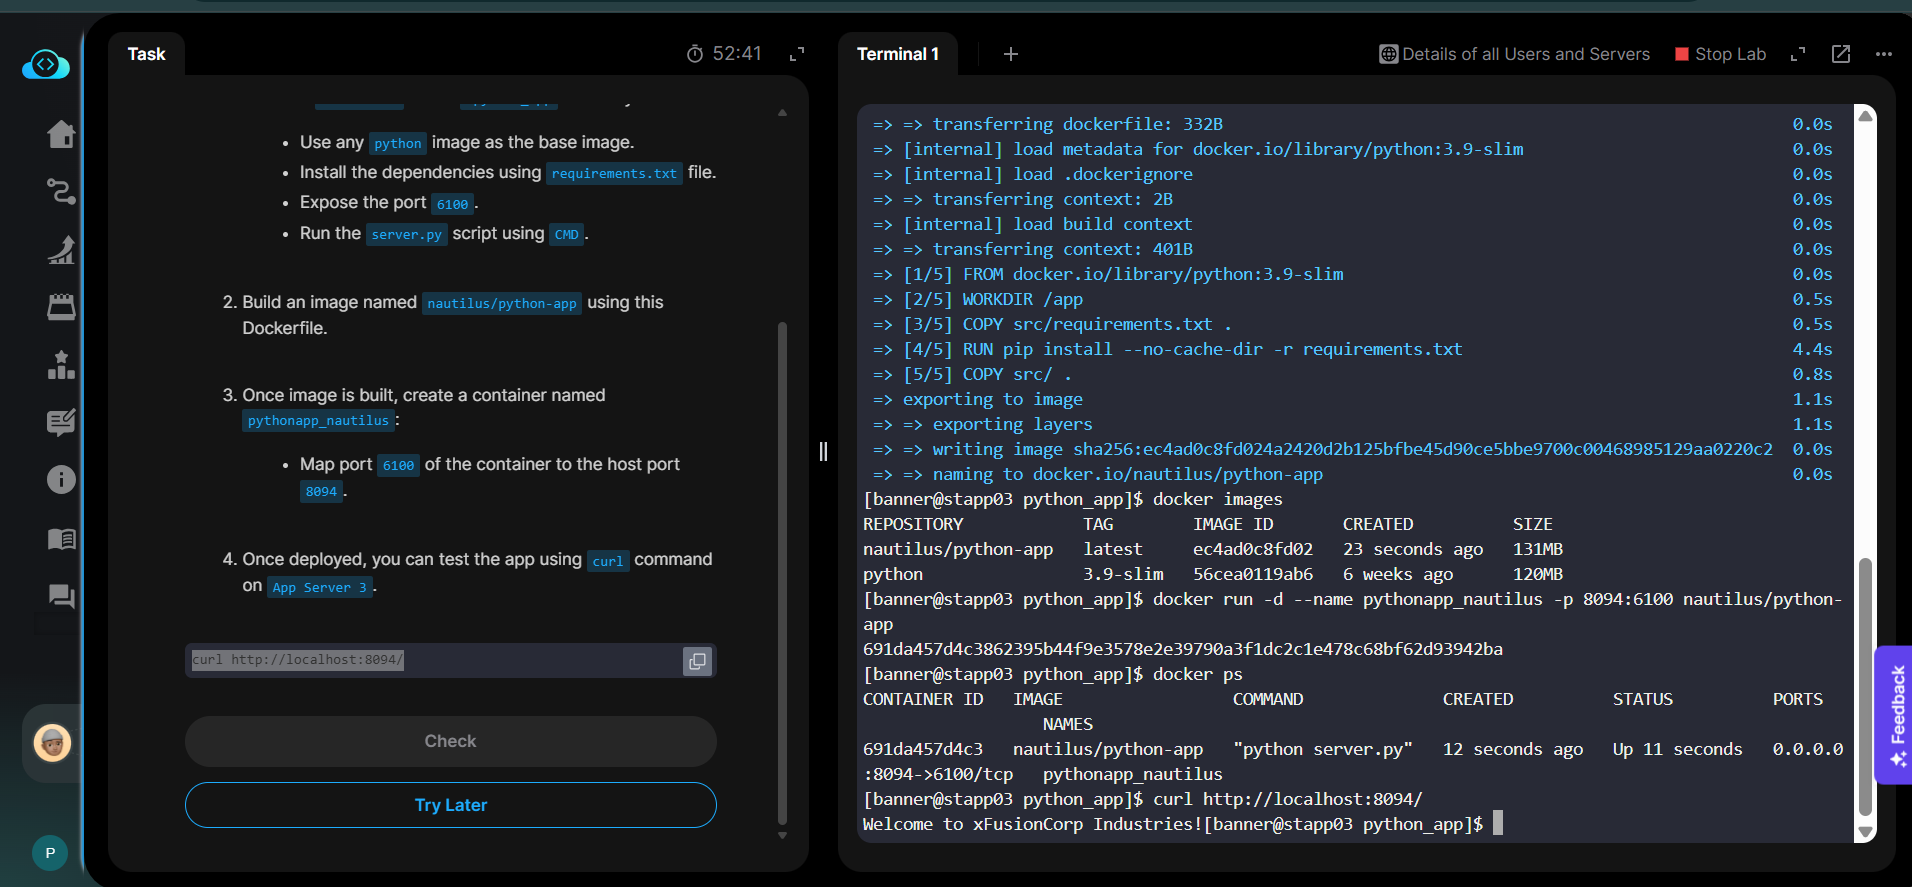 Task
52:41
Use any python image as the base image.
Install the dependencies using requirements.txt file.
Expose the port 6100.
Run the server.py script using CMD.
2. Build an image named nautilus/python-app using this
Dockerfile.
3. Once image is built, create a container named
pythonapp_nautilus:
Map port 6100 of the container to the host port
8094.
4. Once deployed, you can test the app using curl command
on App Server 3.
curl http://localhost:8094/
Check
Try Later
P
Terminal 1
Details of all Users and Servers
Stop Lab
=> => transferring dockerfile: 332B 0.0s
=> [internal] load metadata for docker.io/library/python:3.9-slim 0.0s
=> [internal] load .dockerignore 0.0s
=> => transferring context: 2B 0.0s
=> [internal] load build context 0.0s
=> => transferring context: 401B 0.0s
=> [1/5] FROM docker.io/library/python:3.9-slim 0.0s
=> [2/5] WORKDIR /app 0.5s
=> [3/5] COPY src/requirements.txt . 0.5s
=> [4/5] RUN pip install --no-cache-dir -r requirements.txt 4.4s
=> [5/5] COPY src/ . 0.8s
=> exporting to image 1.1s
=> => exporting layers 1.1s
=> => writing image sha256:ec4ad0c8fd024a2420d2b125bfbe45d90ce5bbe9700c00468985129aa0220c2 0.0s
=> => naming to docker.io/nautilus/python-app 0.0s
[banner@stapp03 python_app]$ docker images
REPOSITORY TAG IMAGE ID CREATED SIZE
nautilus/python-app latest ec4ad0c8fd02 23 seconds ago 131MB
python 3.9-slim 56cea0119ab6 6 weeks ago 120MB
[banner@stapp03 python_app]$ docker run -d --name pythonapp_nautilus -p 8094:6100 nautilus/python-
app
691da457d4c3862395b44f9e3578e2e39790a3f1dc2c1e478c68bf62d93942ba
[banner@stapp03 python_app]$ docker ps
CONTAINER ID IMAGE COMMAND CREATED STATUS PORTS
NAMES
691da457d4c3 nautilus/python-app "python server.py" 12 seconds ago Up 11 seconds 0.0.0.0
:8094->6100/tcp pythonapp_nautilus
[banner@stapp03 python_app]$ curl http://localhost:8094/
Welcome to xFusionCorp Industries![banner@stapp03 python_app]$
Feedback